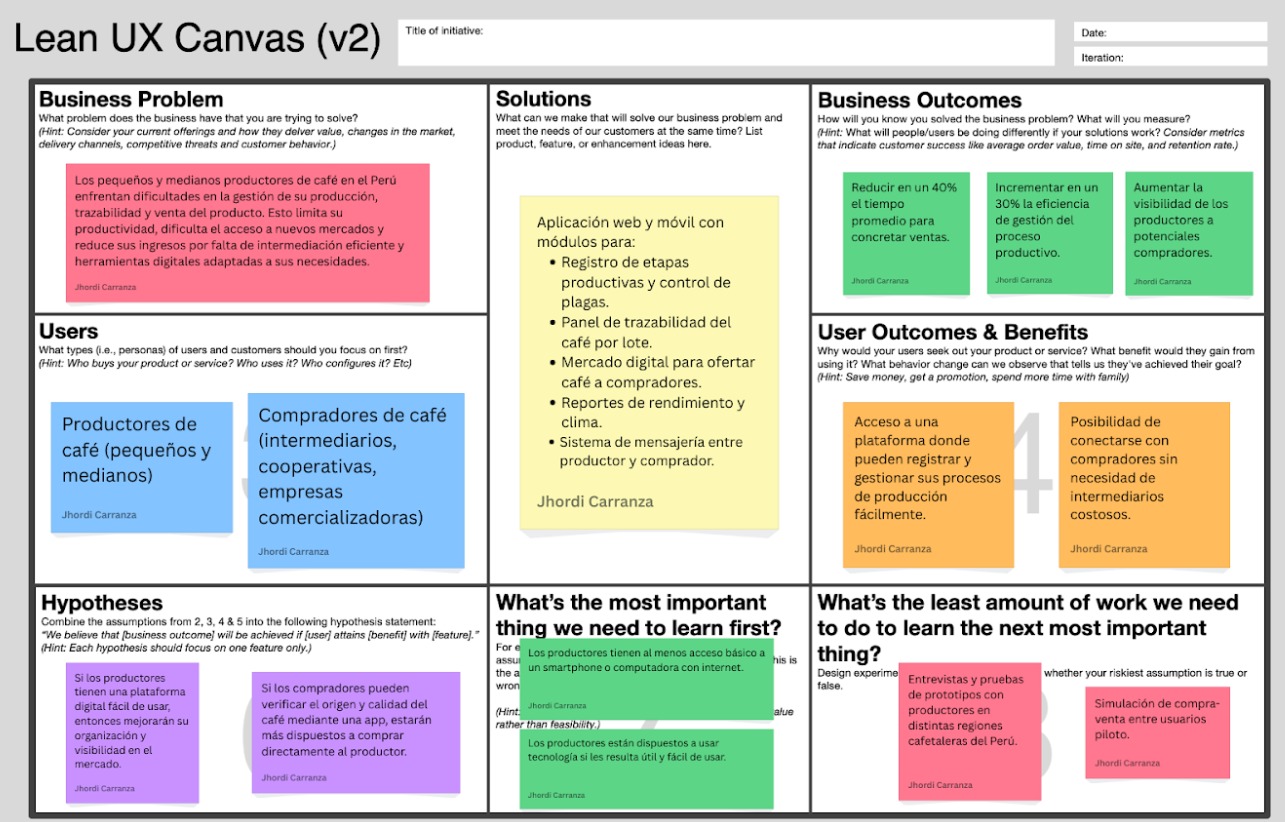 Lean UX Canvas (v2)
Title of initiative:
Date:
Iteration:
Business Problem
What problem does the business have that you are trying to solve?
(Hint: Consider your current offerings and how they deliver value, changes in the market,
delivery channels, competitive threats and customer behavior.)
Los pequeños y medianos productores de café en el Perú
enfrentan dificultades en la gestión de su producción,
trazabilidad y venta del producto. Esto limita su
productividad, dificulta el acceso a nuevos mercados y
reduce sus ingresos por falta de intermediación eficiente y
herramientas digitales adaptadas a sus necesidades.
Jhordi Carranza
Solutions
What can we make that will solve our business problem and
meet the needs of our customers at the same time? List
product, feature, or enhancement ideas here.
Aplicación web y móvil con
módulos para:
• Registro de etapas
productivas y control de
plagas.
• Panel de trazabilidad del
café por lote.
• Mercado digital para ofertar
café a compradores.
• Reportes de rendimiento y
clima.
• Sistema de mensajería entre
productor y comprador.
Jhordi Carranza
Business Outcomes
How will you know you solved the business problem? What will you measure?
(Hint: What will people/users be doing differently if your solutions work? Consider metrics
that indicate customer success like average order value, time on site, and retention rate.)
Reducir en un 40%
el tiempo
promedio para
concretar ventas.
Jhordi Carranza
Incrementar en un
30% la eficiencia
de gestión del
proceso
productivo.
Jhordi Carranza
Aumentar la
visibilidad de los
productores a
potenciales
compradores.
Jhordi Carranza
Users
What types (i.e., personas) of users and customers should you focus on first?
(Hint: Who buys your product or service? Who uses it? Who configures it? Etc)
Productores de
café (pequeños y
medianos)
Jhordi Carranza
Compradores de café
(intermediarios,
cooperativas,
empresas
comercializadoras)
Jhordi Carranza
User Outcomes & Benefits
Why would your users seek out your product or service? What benefit would they gain from
using it? What behavior change can we observe that tells us they've achieved their goal?
(Hint: Save money, get a promotion, spend more time with family)
Acceso a una
plataforma donde
pueden registrar y
gestionar sus procesos
de producción
fácilmente.
Jhordi Carranza
4
Posibilidad de
conectarse con
compradores sin
necesidad de
intermediarios
costosos.
Jhordi Carranza
Hypotheses
Combine the assumptions from 2, 3, 4 & 5 into the following hypothesis statement:
“We believe that [business outcome] will be achieved if [user] attains [benefit] with [feature].”
(Hint: Each hypothesis should focus on one feature only.)
Si los productores
tienen una plataforma
digital fácil de usar,
entonces mejorarán su
organización y
visibilidad en el
mercado.
Jhordi Carranza
Si los compradores pueden
verificar el origen y calidad del
café mediante una app, estarán
más dispuestos a comprar
directamente al productor.
Jhordi Carranza
What's the most important
thing we need to learn first?
For
his is
the
(Hint:
rather than feasibility.)
Los productores tienen al menos acceso básico a
un smartphone o computadora con internet.
Jhordi Carranza
Los productores están dispuestos a usar
tecnología si les resulta útil y fácil de usar.
Jhordi Carranza
What's the least amount of work we need
to do to learn the next most important
thing?
Design whether your riskiest assumption is true or
false.
Entrevistas y pruebas
de prototipos con
productores en
distintas regiones
cafetaleras del Perú.
Jhordi Carranza
Simulación de compra-
venta entre usuarios
piloto.
Jhordi Carranza